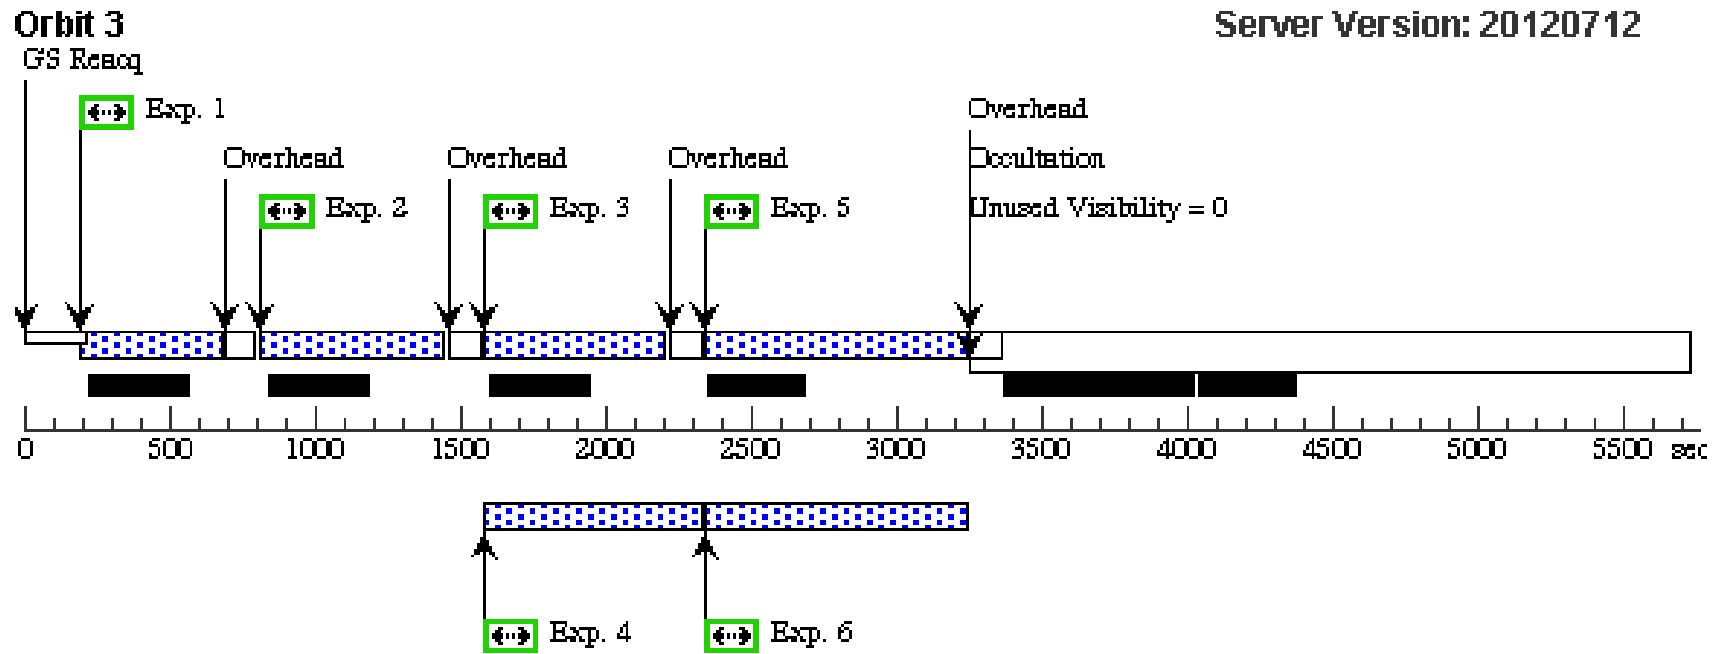 Orbit 3
Server Version: 20120712
GS Reacq
Exp. 1
Overhead
Overhead Overhead Overhead Occultation
Exp. 2 Exp. 3 Exp. 5 Unused Visibility = 0
0 500 1000 1500 2000 2500 3000 3500 4000 4500 5000 5500 sec
Exp. 4 Exp. 6